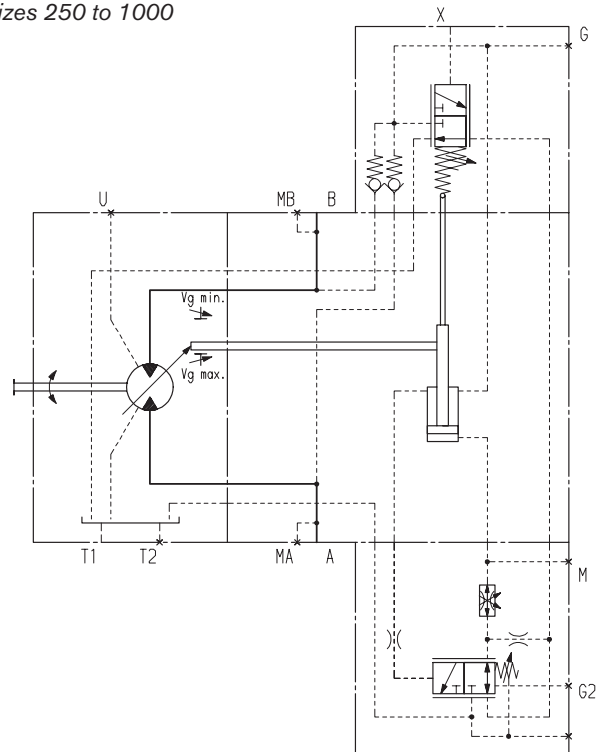 izes 250 to 1000
X
G
U
MB
B
Vg min.
Vg max.
T1
T2
MA
A
M
G2